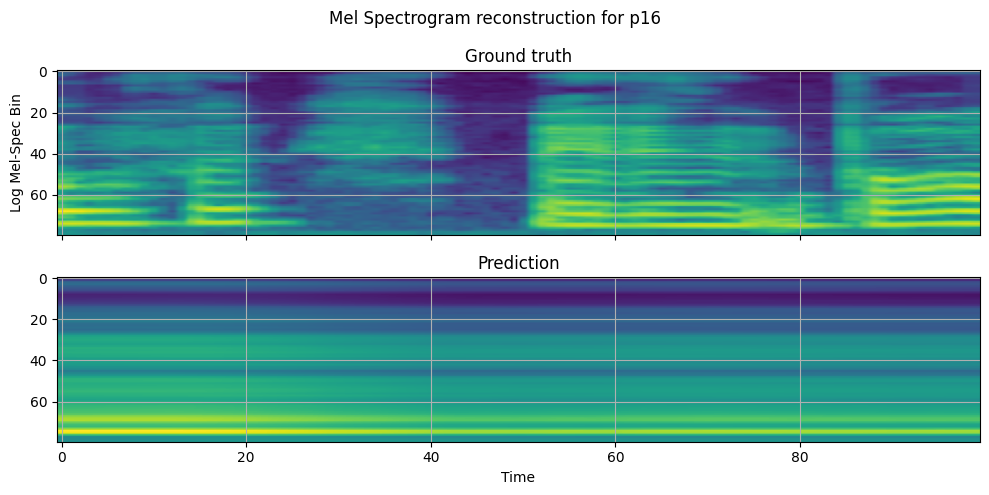 Mel Spectrogram reconstruction for p16
Ground truth
0
20
40
60
Log Mel-Spec Bin
Prediction
0
20
40
60
0 20 40 60 80
Time